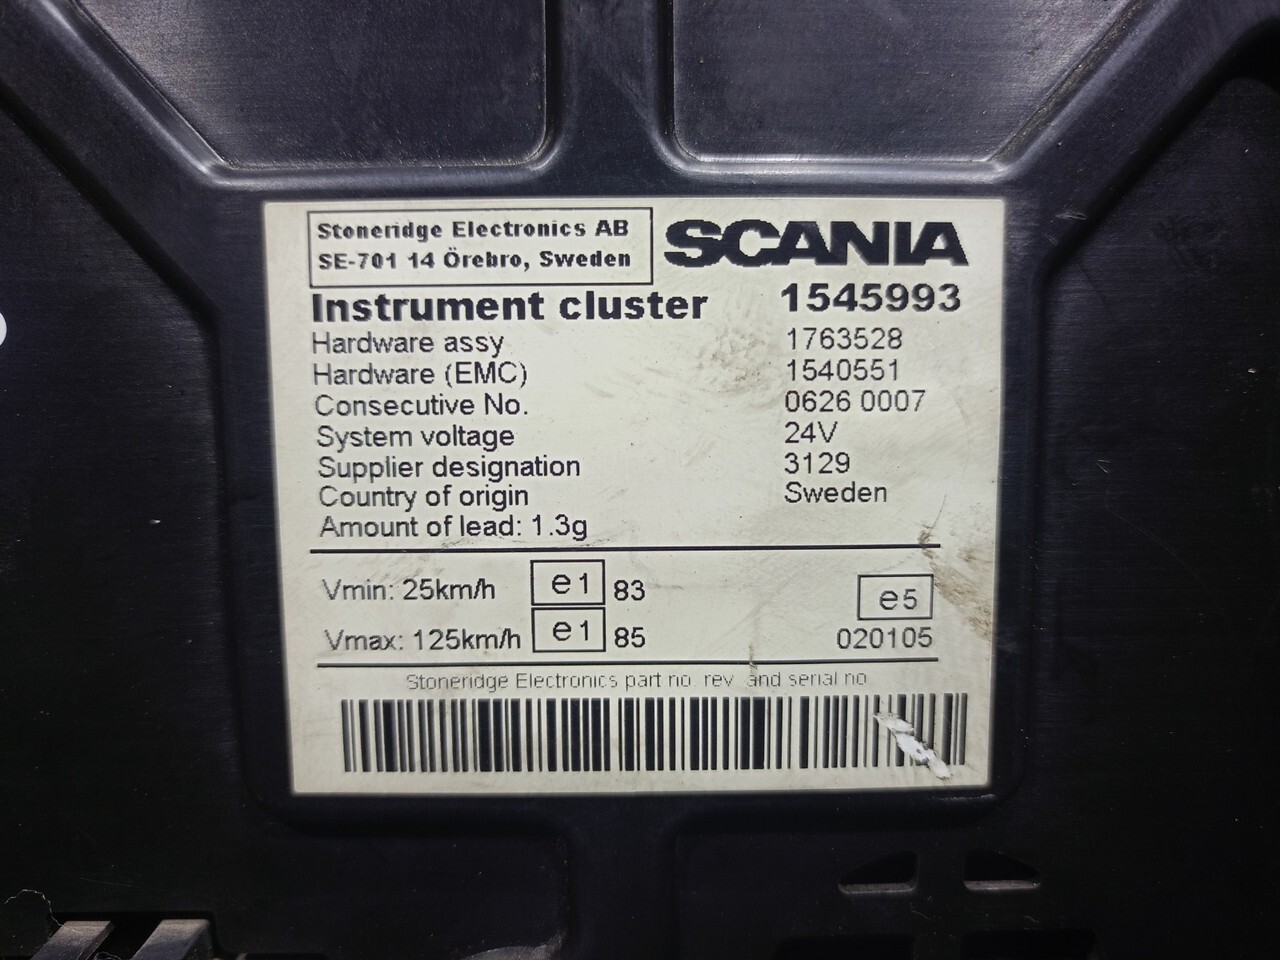 Stoneridge Electronics AB
SE-701 14 Örebro, Sweden
SCANIA
Instrument cluster 1545993
Hardware assy 1763528
Hardware (EMC) 1540551
Consecutive No. 0626 0007
System voltage 24V
Supplier designation 3129
Country of origin Sweden
Amount of lead: 1.3g
Vmin: 25km/h e1 83 e5
Vmax: 125km/h e1 85 020105
Stoneridge Electronics part no. rev. and serial no.